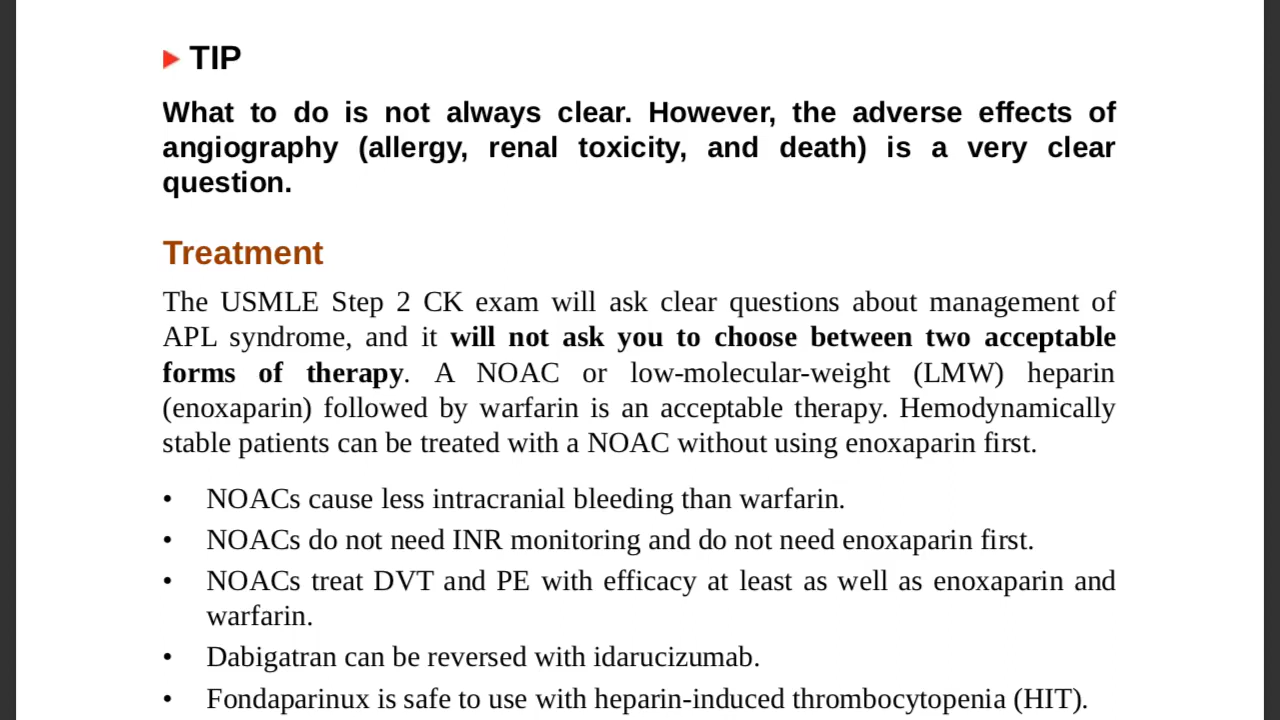 TIP
What to do is not always clear. However, the adverse effects of
angiography (allergy, renal toxicity, and death) is a very clear
question.
Treatment
The USMLE Step 2 CK exam will ask clear questions about management of
APL syndrome, and it will not ask you to choose between two acceptable
forms of therapy. A NOAC or low-molecular-weight (LMW) heparin
(enoxaparin) followed by warfarin is an acceptable therapy. Hemodynamically
stable patients can be treated with a NOAC without using enoxaparin first.
• NOACs cause less intracranial bleeding than warfarin.
• NOACs do not need INR monitoring and do not need enoxaparin first.
• NOACs treat DVT and PE with efficacy at least as well as enoxaparin and
warfarin.
• Dabigatran can be reversed with idarucizumab.
• Fondaparinux is safe to use with heparin-induced thrombocytopenia (HIT).